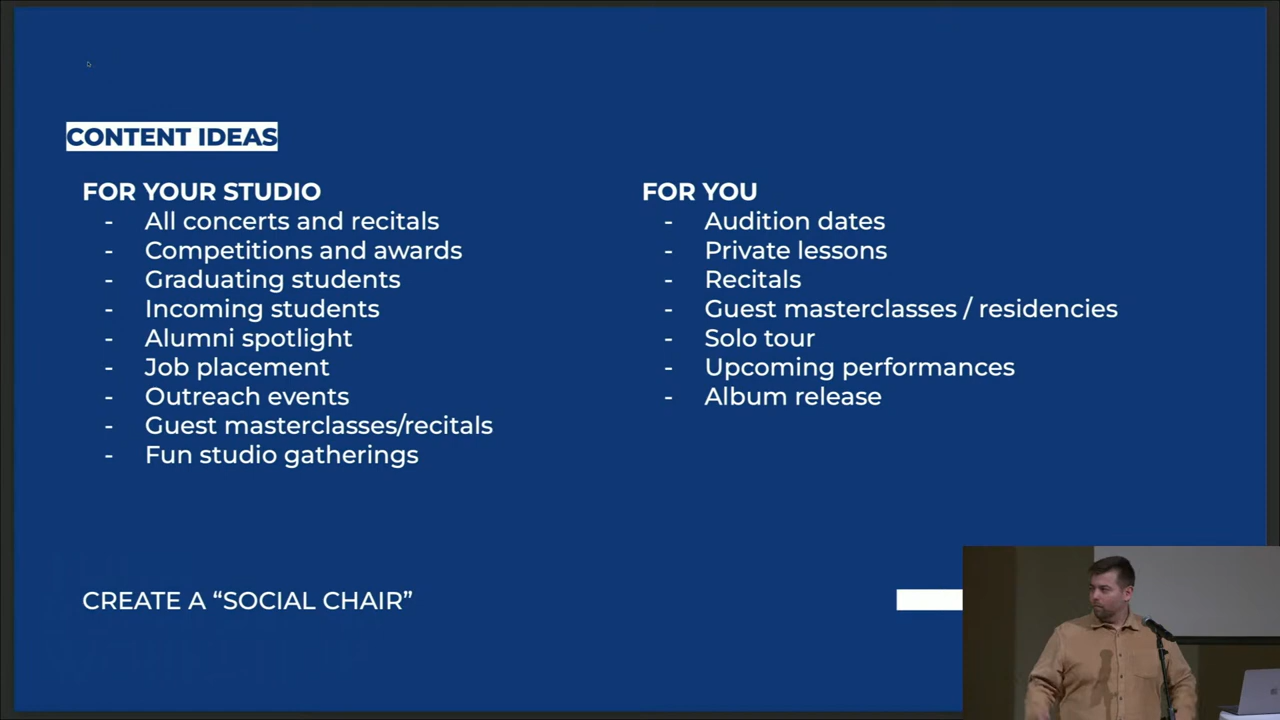 CONTENT IDEAS
FOR YOUR STUDIO
- All concerts and recitals
- Competitions and awards
- Graduating students
- Incoming students
- Alumni spotlight
- Job placement
- Outreach events
- Guest masterclasses/recitals
- Fun studio gatherings
FOR YOU
- Audition dates
- Private lessons
- Recitals
- Guest masterclasses / residencies
- Solo tour
- Upcoming performances
- Album release
CREATE A “SOCIAL CHAIR”